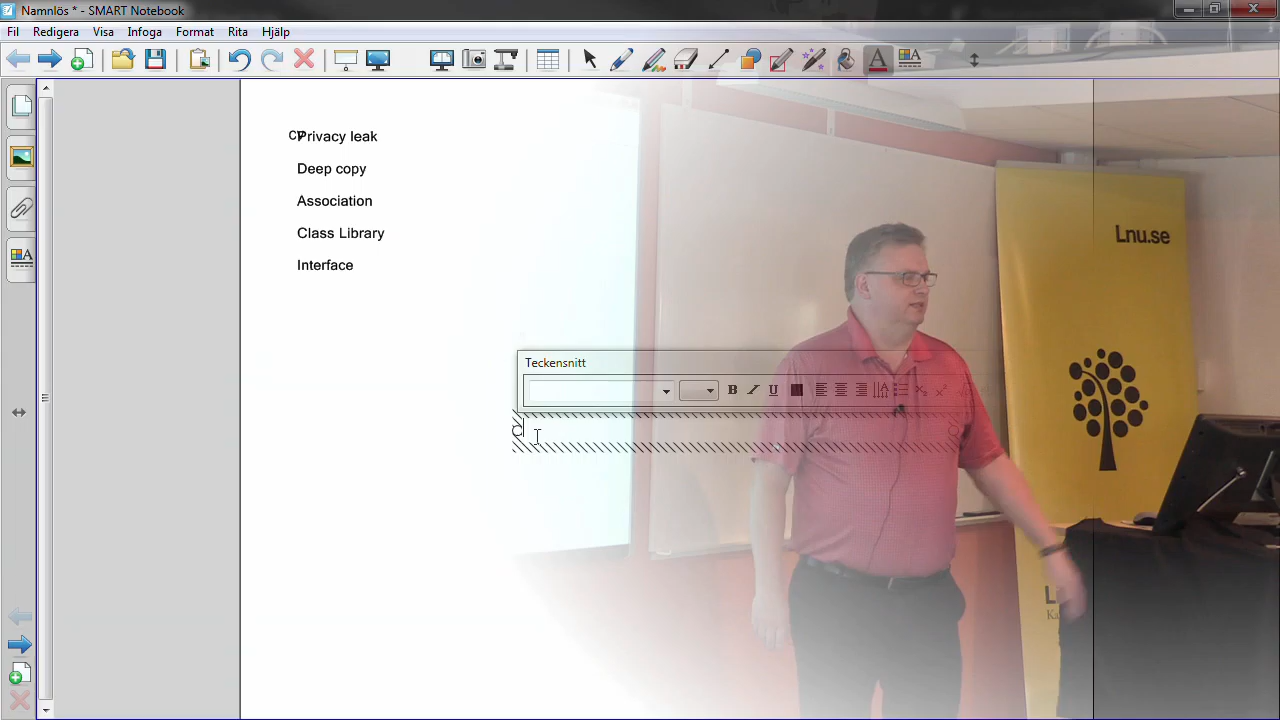 Namnlös * - SMART Notebook
Fil Redigera Visa Infoga Format Rita Hjälp
cv
Privacy leak
Deep copy
Association
Class Library
Interface
Lnu.se
Teckensnitt
B I U